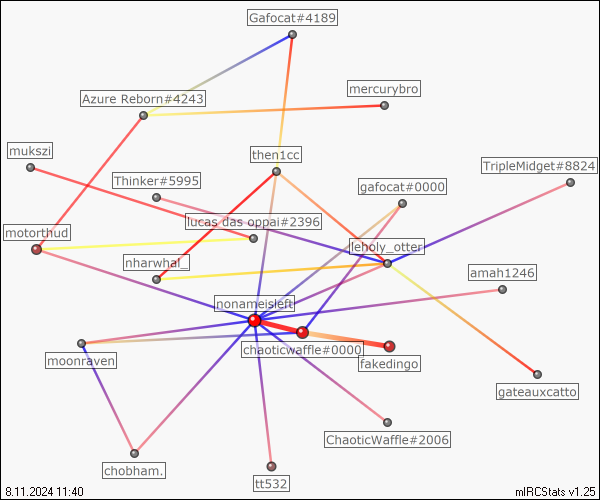 Gafocat#4189
mercurybro
Azure Reborn#4243
mukszi
then1cc
TripleMidget#8824
Thinker#5995
gafocat#0000
lucas das oppai#2396
motorthud
leholy_otter
nharwhal_
amah1246
nonameisleft
chaoticwaffle#0000
moonraven
fakedingo
gateauxcatto
ChaoticWaffle#2006
chobham.
tt532
8.11.2024 11:40
mIRCStats v1.25